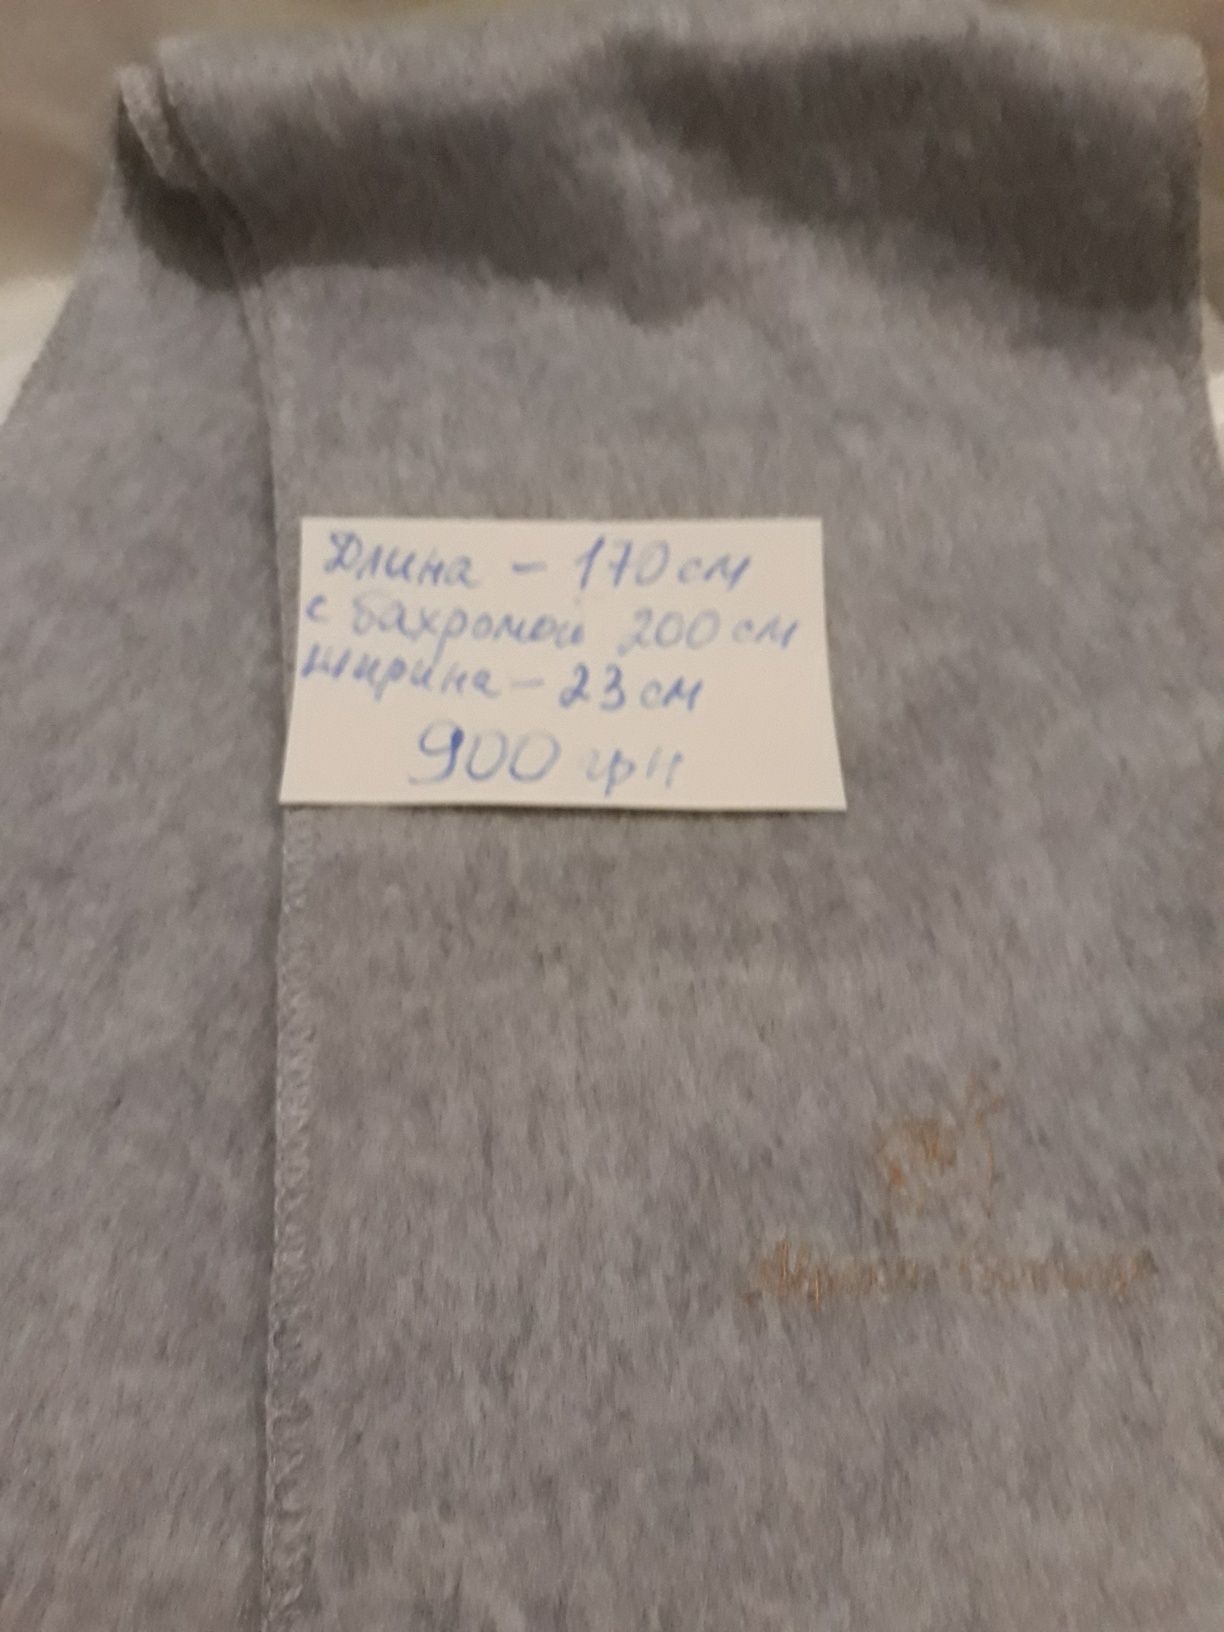 Длина - 170 см
с бахромой 200 см
ширина - 23 см
900 грн